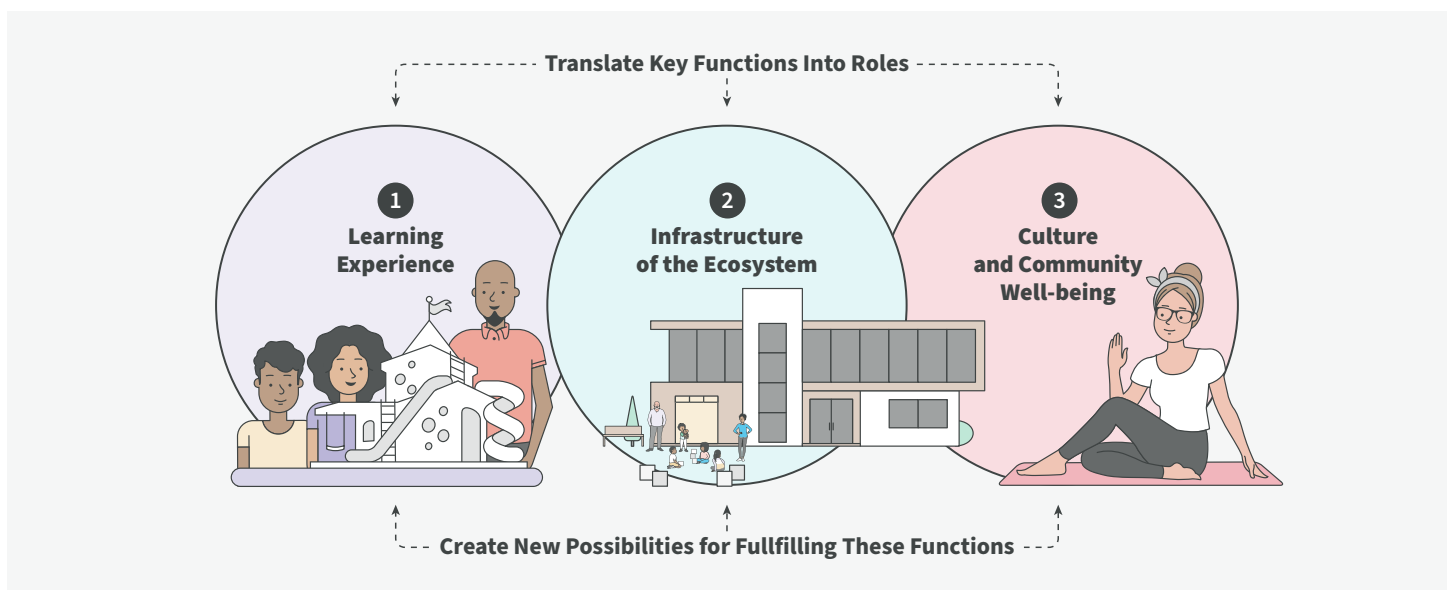 Translate Key Functions Into Roles
1
Learning
Experience
2
Infrastructure
of the Ecosystem
3
Culture
and Community
Well-being
Create New Possibilities for Fullfilling These Functions